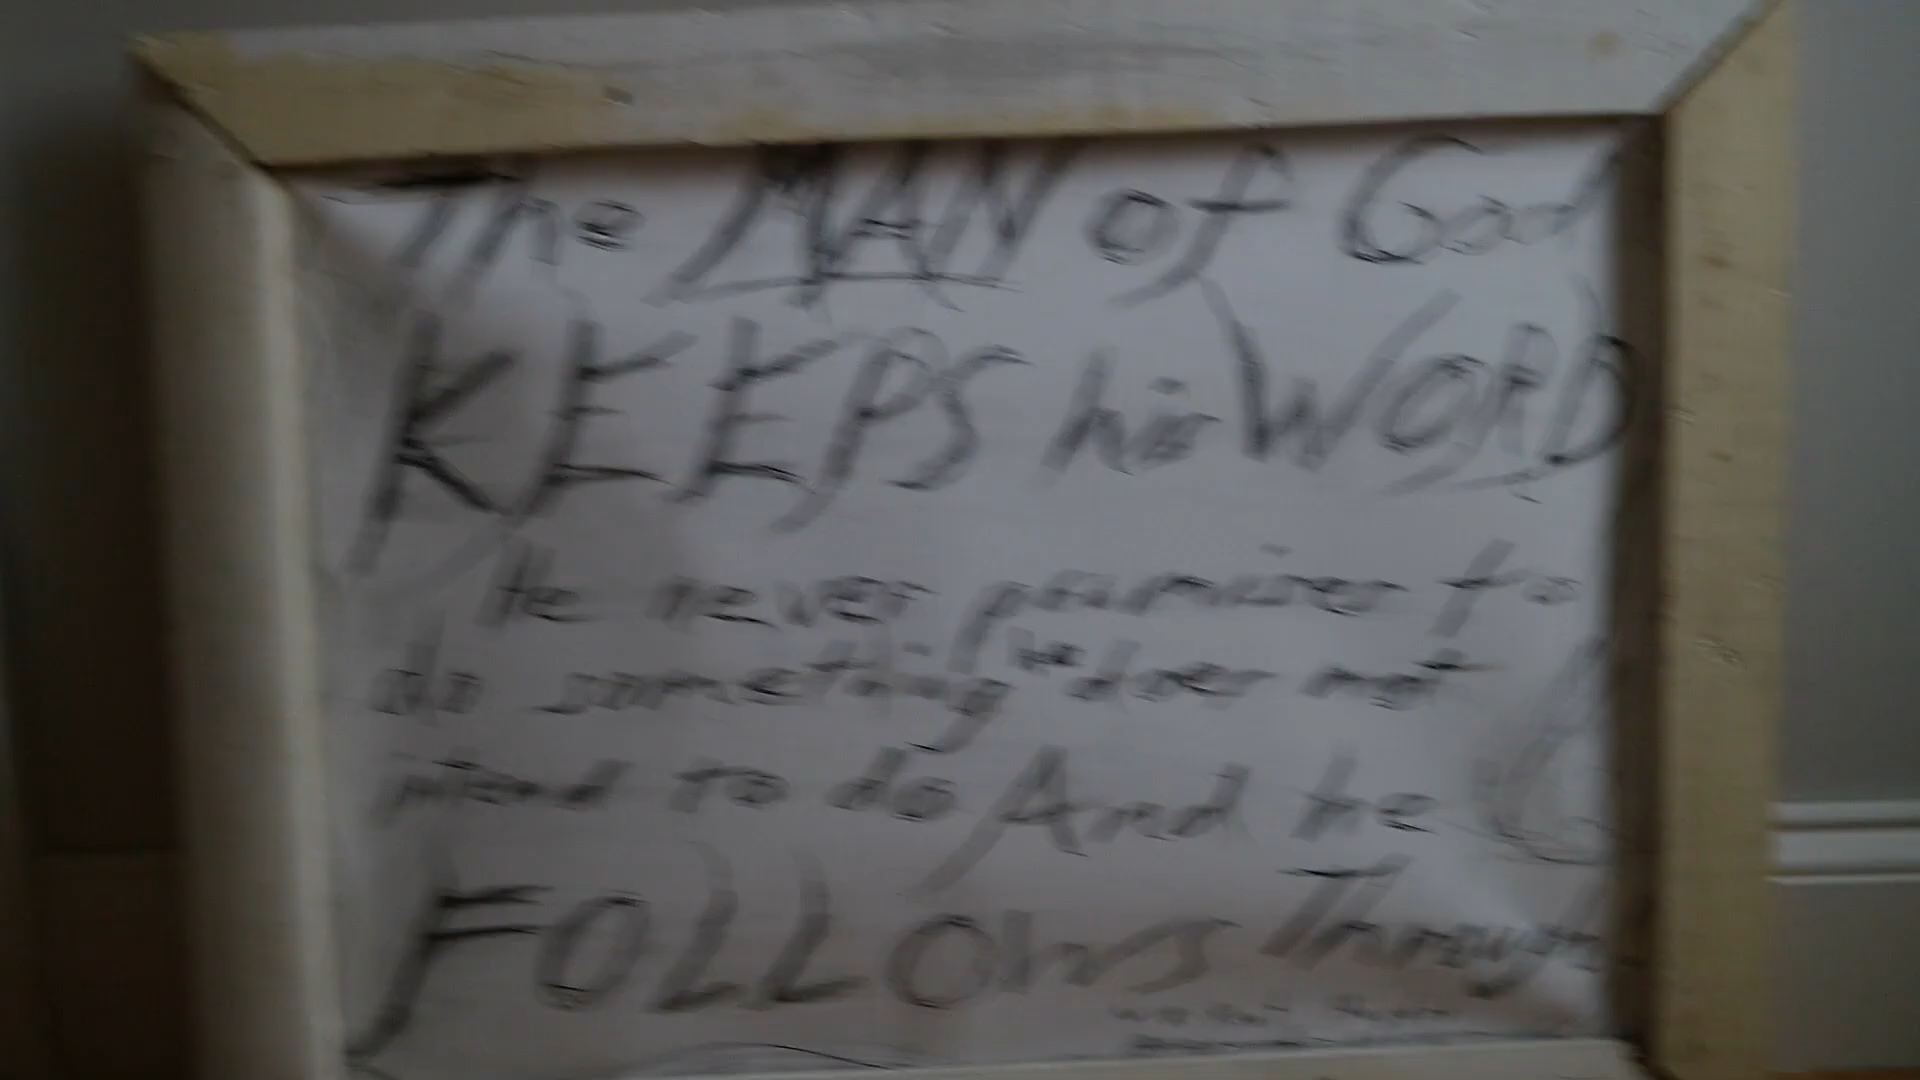 The MAN of God
KEEPS his WORD
He never promises to
do something He does not
intend to do And he
FOLLOWS Through